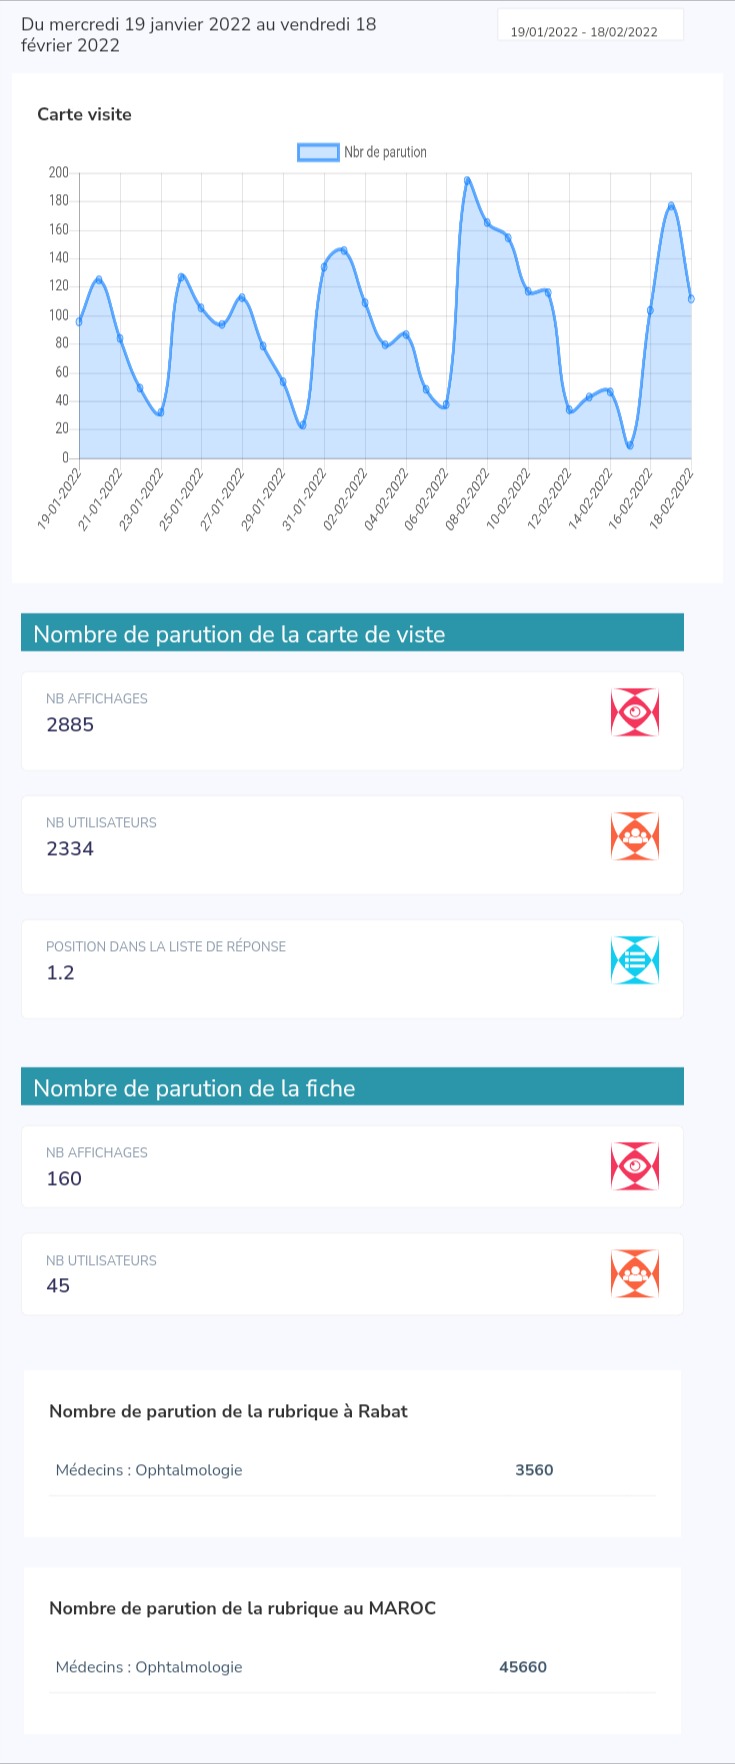 Du mercredi 19 janvier 2022 au vendredi 18
février 2022
19/01/2022 - 18/02/2022
Carte visite
Nbr de parution
200
180
160
140
120
100
80
60
40
20
0
19-01-2022
21-01-2022
23-01-2022
25-01-2022
27-01-2022
29-01-2022
31-01-2022
02-02-2022
04-02-2022
06-02-2022
08-02-2022
10-02-2022
12-02-2022
14-02-2022
16-02-2022
18-02-2022
Nombre de parution de la carte de viste
NB AFFICHAGES
2885
NB UTILISATEURS
2334
POSITION DANS LA LISTE DE RÉPONSE
1.2
Nombre de parution de la fiche
NB AFFICHAGES
160
NB UTILISATEURS
45
Nombre de parution de la rubrique à Rabat
Médecins : Ophtalmologie 3560
Nombre de parution de la rubrique au MAROC
Médecins : Ophtalmologie 45660